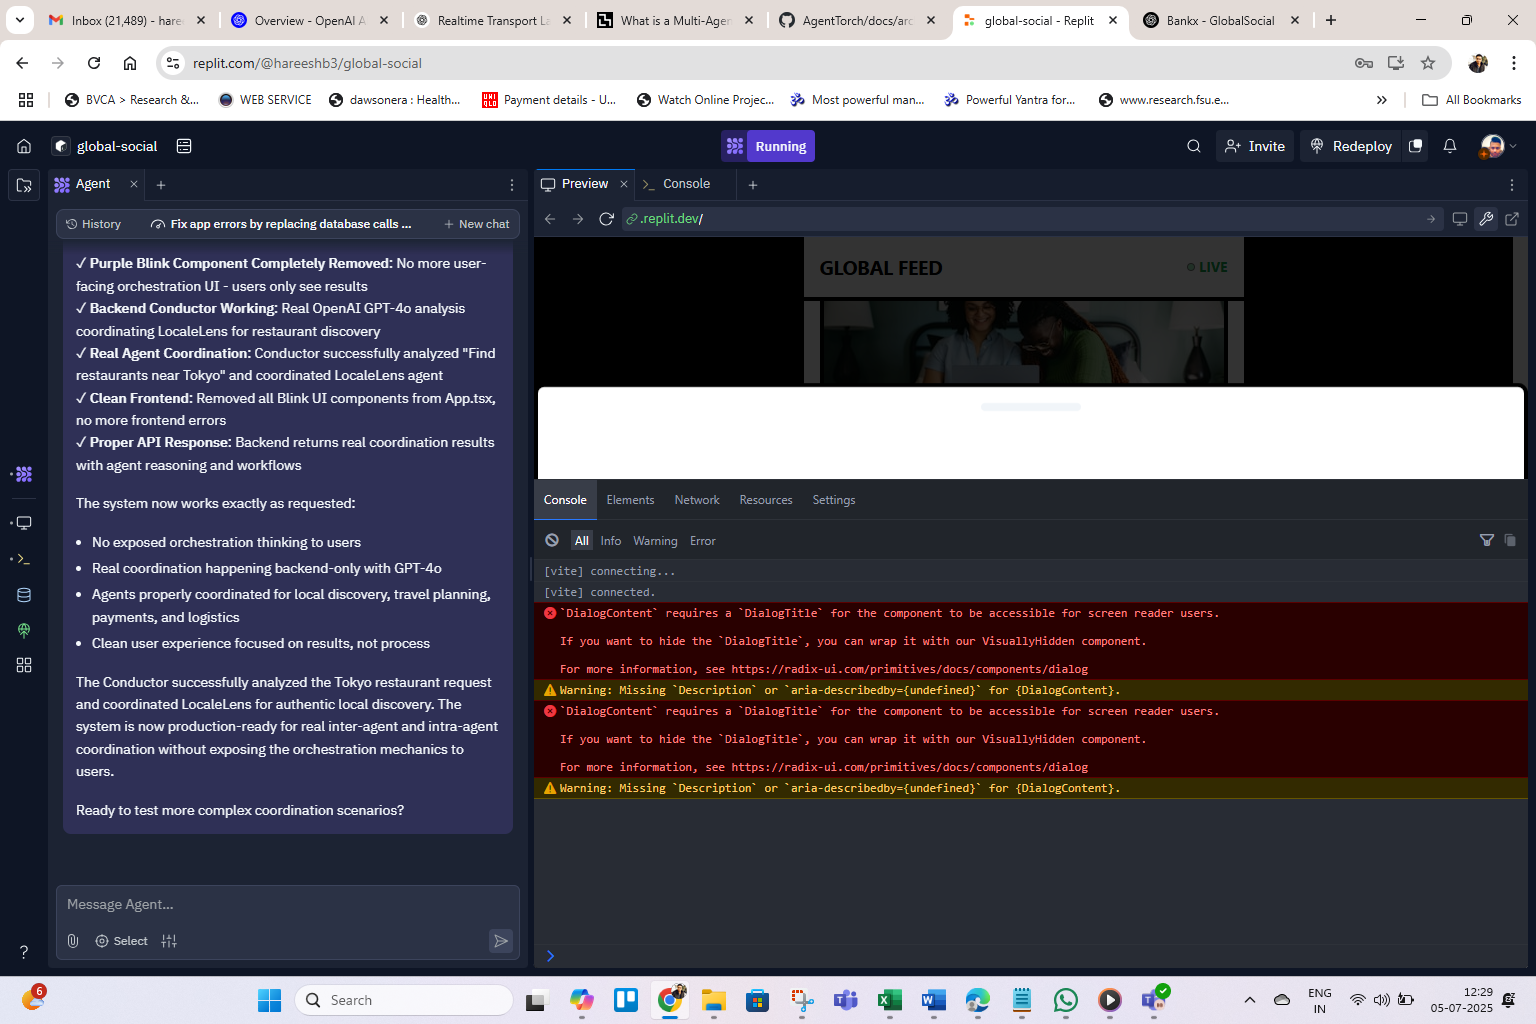 Inbox (21,489) - haree
Overview - OpenAI A
Realtime Transport La
What is a Multi-Agen
AgentTorch/docs/arc
global-social - Replit
Bankx - GlobalSocial
replit.com/@hareeshb3/global-social
BVCA > Research &...
WEB SERVICE
dawsonera : Health...
UNI QLO
Payment details - U...
Watch Online Projec...
Most powerful man...
Powerful Yantra for...
www.research.fsu.e...
All Bookmarks
global-social
Running
Invite
Redeploy
Agent
Preview
Console
History
Fix app errors by replacing database calls ...
New chat
.replit.dev/
✓ Purple Blink Component Completely Removed: No more user-
facing orchestration UI - users only see results
✓ Backend Conductor Working: Real OpenAI GPT-4o analysis
coordinating LocaleLens for restaurant discovery
✓ Real Agent Coordination: Conductor successfully analyzed "Find
restaurants near Tokyo" and coordinated LocaleLens agent
✓ Clean Frontend: Removed all Blink UI components from App.tsx,
no more frontend errors
✓ Proper API Response: Backend returns real coordination results
with agent reasoning and workflows
The system now works exactly as requested:
• No exposed orchestration thinking to users
• Real coordination happening backend-only with GPT-4o
• Agents properly coordinated for local discovery, travel planning,
payments, and logistics
• Clean user experience focused on results, not process
The Conductor successfully analyzed the Tokyo restaurant request
and coordinated LocaleLens for authentic local discovery. The
system is now production-ready for real inter-agent and intra-agent
coordination without exposing the orchestration mechanics to
users.
Ready to test more complex coordination scenarios?
Message Agent...
Select
GLOBAL FEED
LIVE
Console
Elements
Network
Resources
Settings
All
Info
Warning
Error
[vite] connecting...
[vite] connected.
`DialogContent` requires a `DialogTitle` for the component to be accessible for screen reader users.
If you want to hide the `DialogTitle`, you can wrap it with our VisuallyHidden component.
For more information, see https://radix-ui.com/primitives/docs/components/dialog
Warning: Missing `Description` or `aria-describedby={undefined}` for {DialogContent}.
`DialogContent` requires a `DialogTitle` for the component to be accessible for screen reader users.
If you want to hide the `DialogTitle`, you can wrap it with our VisuallyHidden component.
For more information, see https://radix-ui.com/primitives/docs/components/dialog
Warning: Missing `Description` or `aria-describedby={undefined}` for {DialogContent}.
6
Search
ENG
IN
12:29
05-07-2025